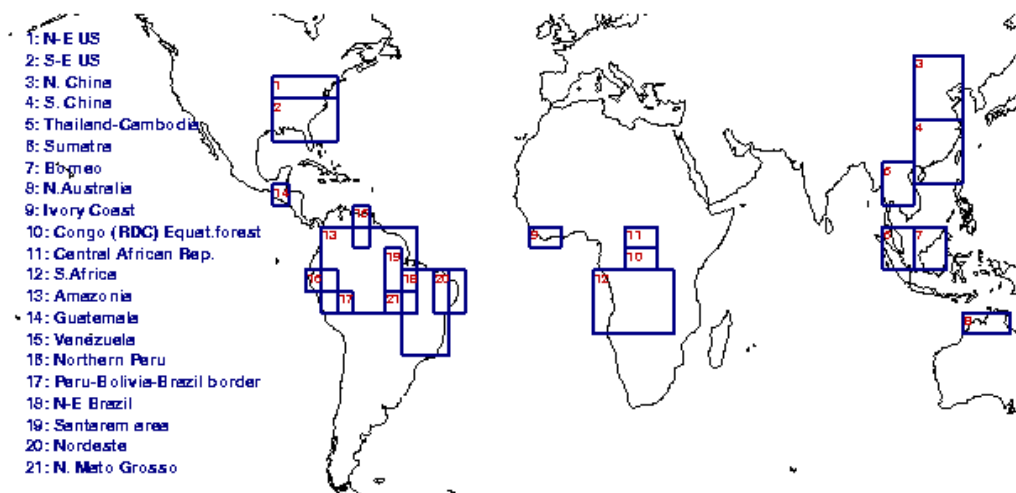 1: N-E US
2: S-E US
3: N. China
4: S. China
5: Thailand-Cambodia
6: Sumatra
7: Borneo
8: N.Australia
9: Ivory Coast
10: Congo (RDC) Equat.forest
11: Central African Rep.
12: S.Africa
13: Amazonia
14: Guatemala
15: Venezuela
16: Northern Peru
17: Peru-Bolivia-Brazil border
18: N-E Brazil
19: Santarem area
20: Nordeste
21: N. Mato Grosso
1
2
3
4
5
14
15
13
9
11
6
7
19
10
16
18
20
12
17
21
8